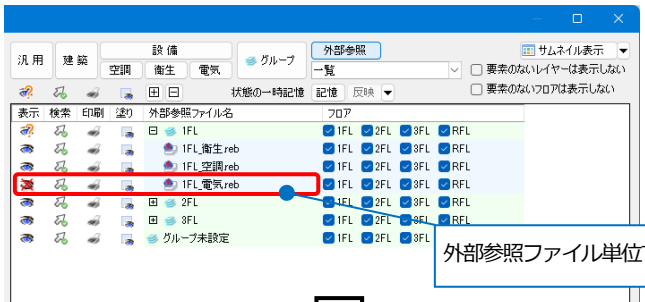 汎用 建築 設備 グループ 外部参照 サムネイル表示
空調 衛生 電気 一覧 要素のないレイヤーは表示しない
状態の一時記憶 記憶 反映 要素のないフロアは表示しない
表示 検索 印刷 塗り 外部参照ファイル名 フロア
1FL 1FL 2FL 3FL RFL
1FL_衛生.reb 1FL 2FL 3FL RFL
1FL_空調.reb 1FL 2FL 3FL RFL
1FL_電気.reb 1FL 2FL 3FL RFL
2FL 1FL 2FL 3FL RFL
3FL 1FL 2FL 3FL RFL
グループ未設定 1FL 2FL 3FL
外部参照ファイル単位